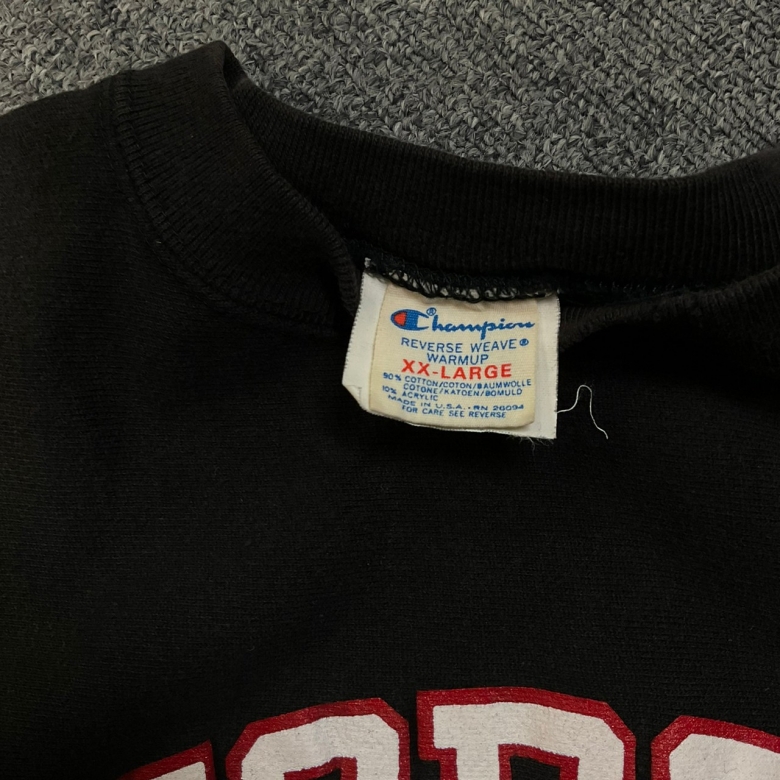 Champion®
REVERSE WEAVE®
WARMUP
XX-LARGE
90% COTTON/COTON/BAUMWOLLE
COTONE/KATOEN/BOMULD
10% ACRYLIC
MADE IN U.S.A. • RN 26094
FOR CARE SEE REVERSE